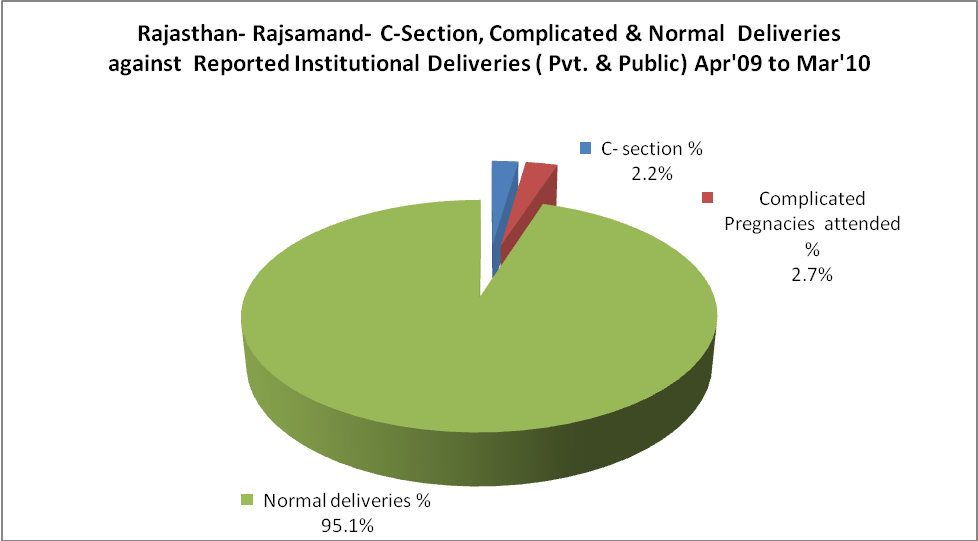 Rajasthan- Rajsamand- C-Section, Complicated & Normal Deliveries
against Reported Institutional Deliveries ( Pvt. & Public) Apr'09 to Mar'10
C- section %
2.2%
Complicated
Pregnacies attended
%
2.7%
Normal deliveries %
95.1%